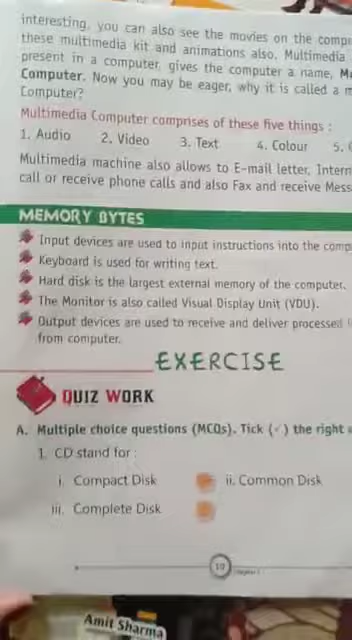 interesting, you can also see the movies on the
these multimedia kit and animations also. Multimedia
present in a computer, gives the computer a name,
Computer. Now you may be eager, why it is called a
Computer?
Multimedia Computer comprises of these five things :
1. Audio 2. Video 3. Text 4. Colour 5.
Multimedia machine also allows to E-mail letter,
call or receive phone calls and also Fax and receive
MEMORY BYTES
Input devices are used to input instructions into the
Keyboard is used for writing text.
Hard disk is the largest external memory of the computer.
The Monitor is also called Visual Display Unit (VDU).
Output devices are used to receive and deliver processed
from computer.
EXERCISE
QUIZ WORK
A. Multiple choice questions (MCQs). Tick (✓) the right
1. CD stand for :
i. Compact Disk ii. Common Disk
iii. Complete Disk
Amit Sharma